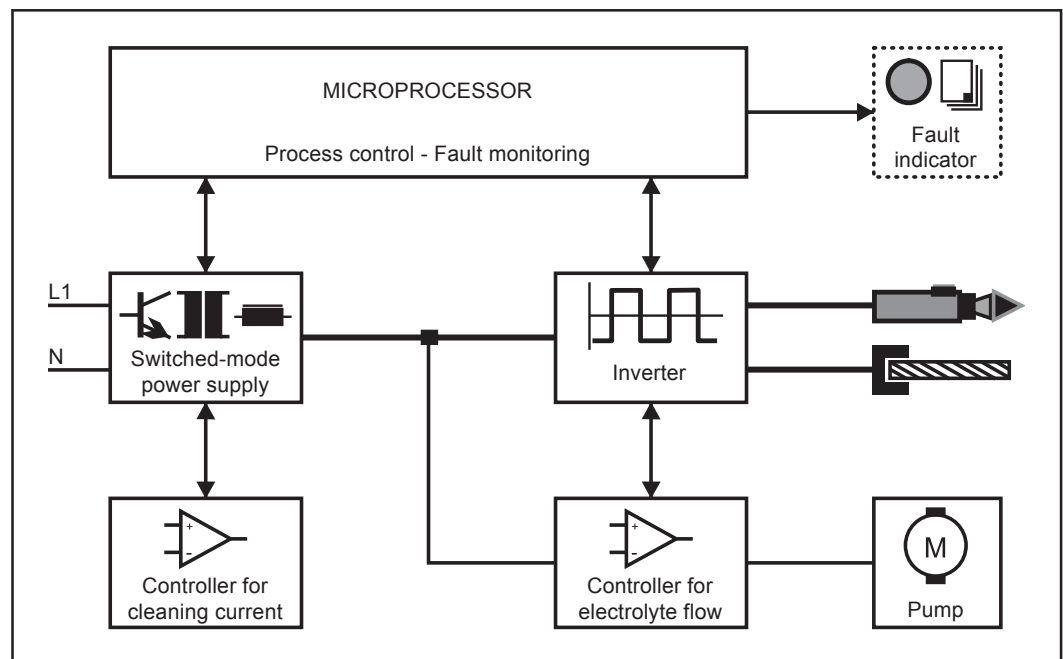 MICROPROCESSOR
Process control - Fault monitoring
Fault
indicator
L1
N
Switched-mode
power supply
Inverter
+
-
Controller for
cleaning current
+
-
Controller for
electrolyte flow
M
Pump